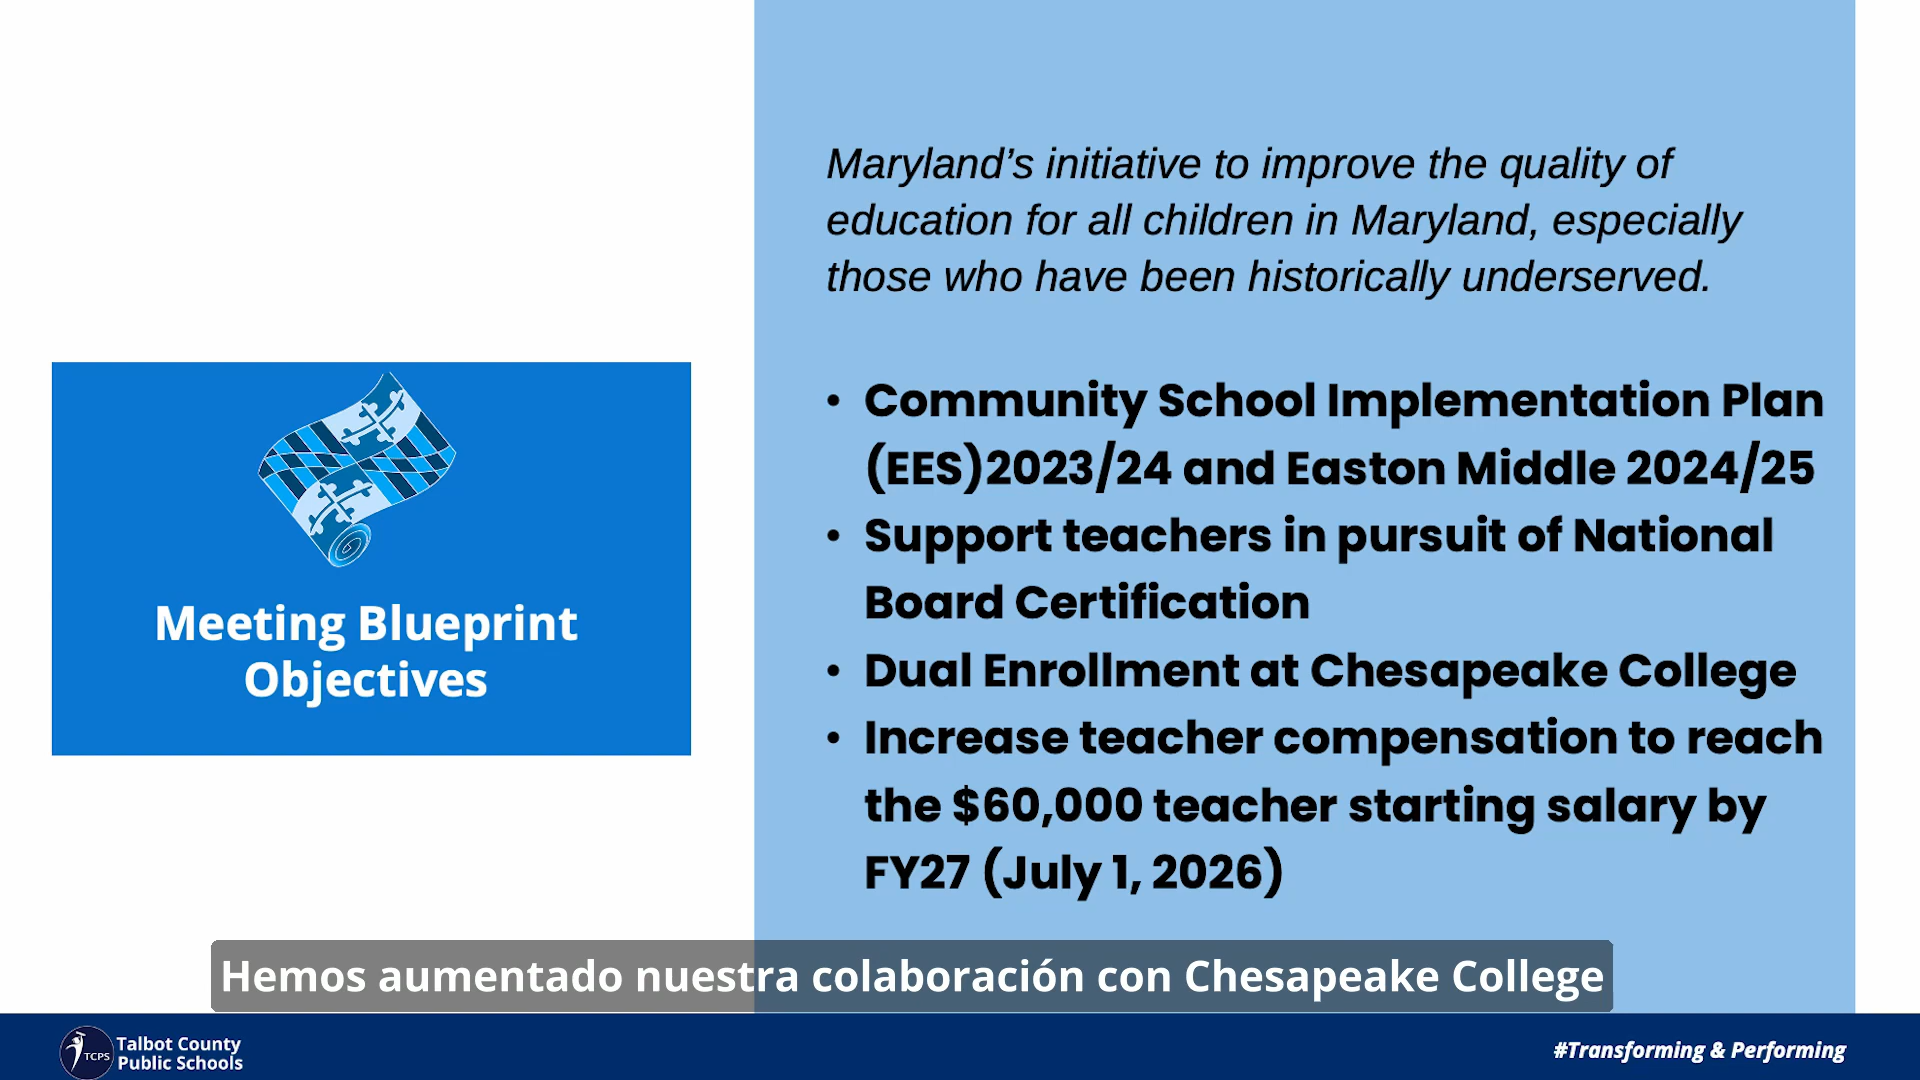 Maryland’s initiative to improve the quality of
education for all children in Maryland, especially
those who have been historically underserved.
• Community School Implementation Plan
(EES)2023/24 and Easton Middle 2024/25
• Support teachers in pursuit of National
Board Certification
• Dual Enrollment at Chesapeake College
• Increase teacher compensation to reach
the $60,000 teacher starting salary by
FY27 (July 1, 2026)
Meeting Blueprint
Objectives
Hemos aumentado nuestra colaboración con Chesapeake College
TCPS
Talbot County
Public Schools
#Transforming & Performing